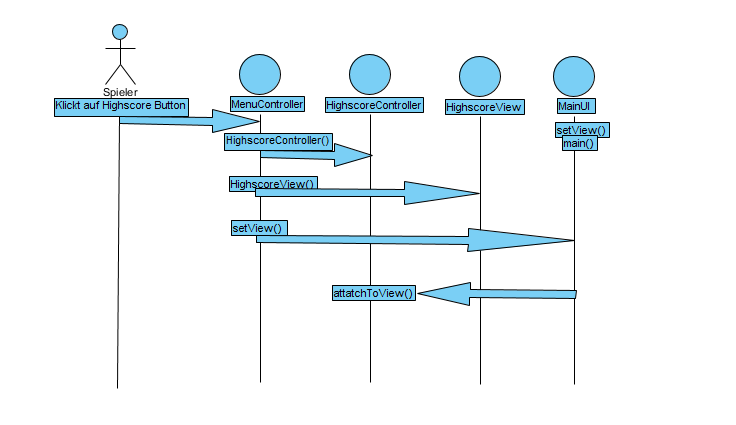 Spieler
Klickt auf Highscore Button
MenuController
HighscoreController
HighscoreView
MainUI
setView()
main()
HighscoreController()
HighscoreView()
setView()
attatchToView()